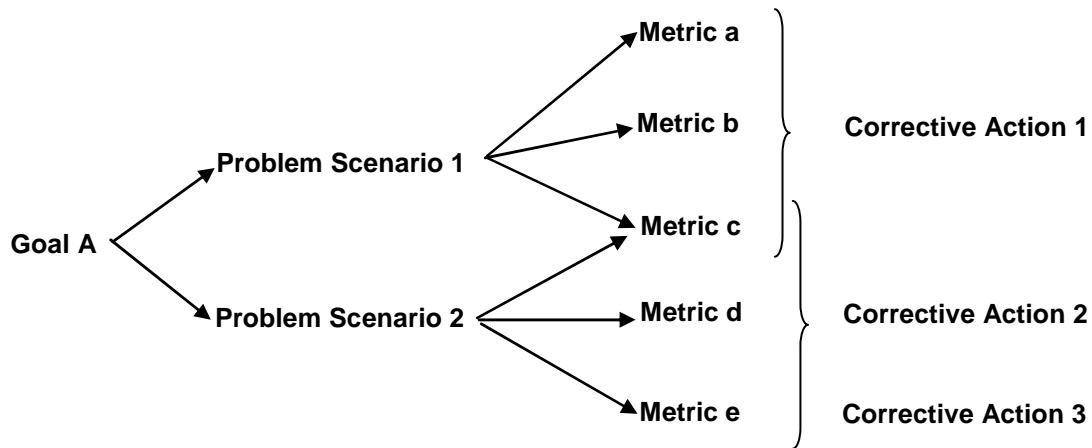 Metric a
Metric b
Corrective Action 1
Problem Scenario 1
Metric c
Goal A
Problem Scenario 2
Metric d
Corrective Action 2
Metric e
Corrective Action 3